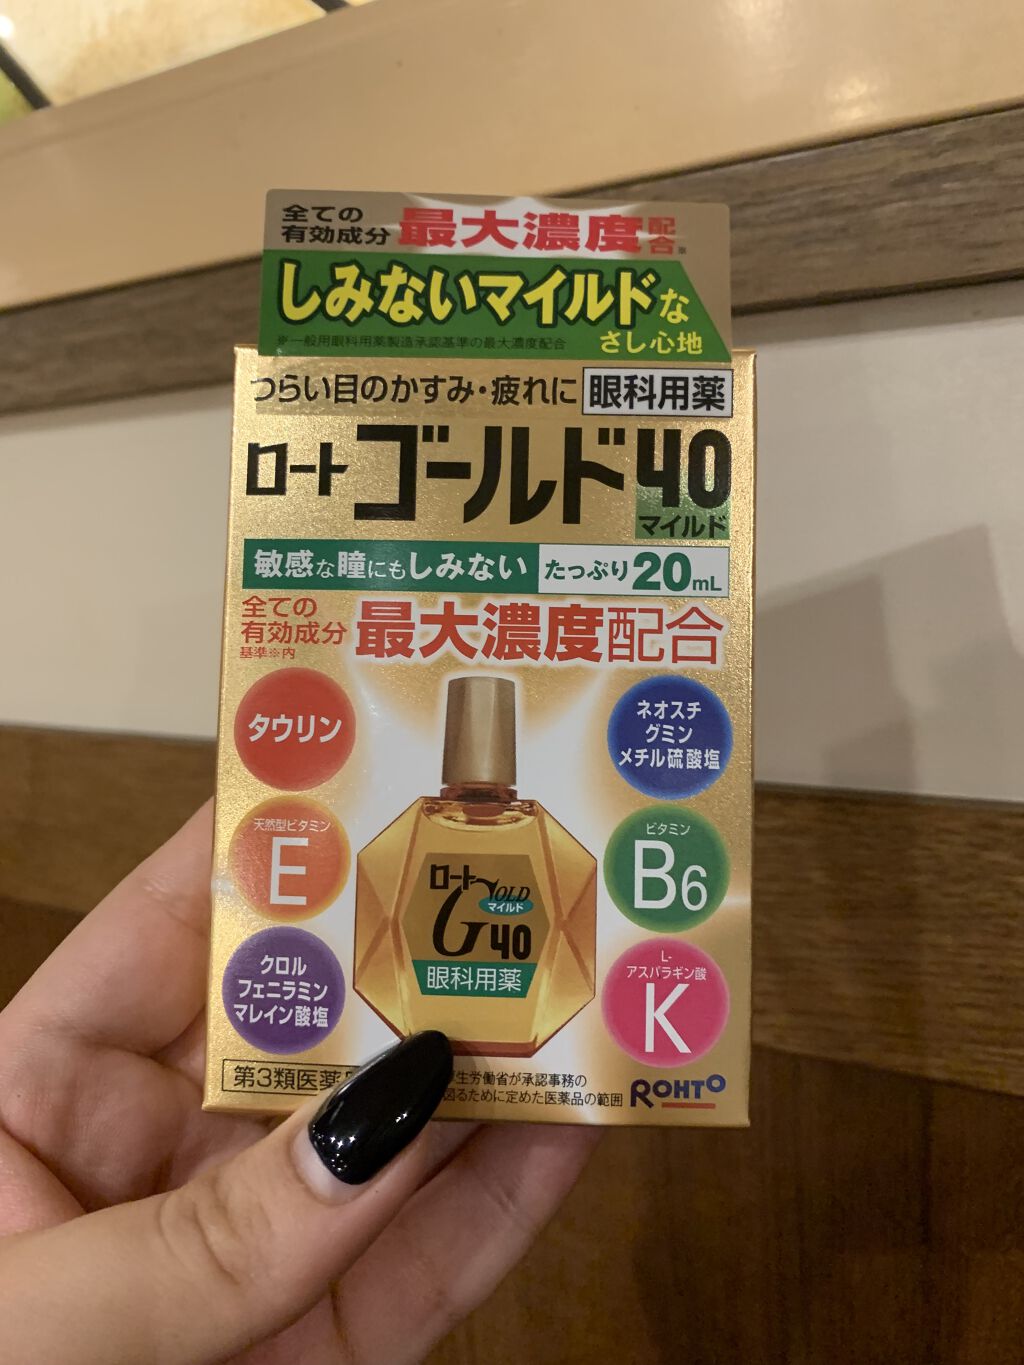 全ての
有効成分 最大濃度配合※
しみないマイルドな
さし心地
※一般用眼科用薬製造承認基準の最大濃度配合
つらい目のかすみ・疲れに 眼科用薬
ロート ゴールド40
マイルド
敏感な瞳にもしみない たっぷり20mL
全ての
有効成分 最大濃度配合
基準※内
タウリン
ネオスチ
グミン
メチル硫酸塩
天然型ビタミン
E
ビタミン
B6
クロル
フェニラミン
マレイン酸塩
L-
アスパラギン酸
K
ロート
GOLD
マイルド
40
眼科用薬
第3類医薬
生労働省が承認事務の
図るために定めた医薬品の範囲
ROHTO